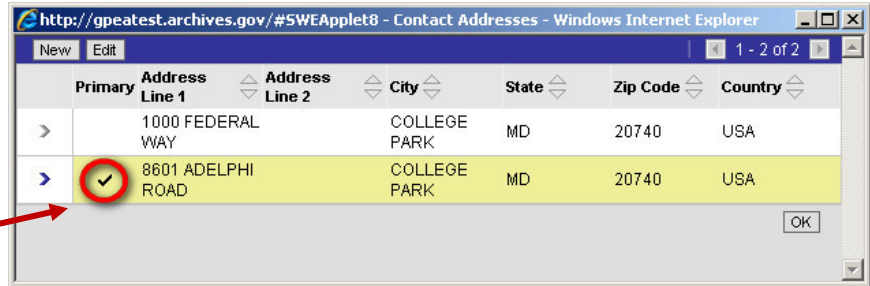 http://gpeatest.archives.gov/#SWEApplet8 - Contact Addresses - Windows Internet Explorer
New Edit 1 - 2 of 2
Primary Address Line 1 Address Line 2 City State Zip Code Country
1000 FEDERAL WAY COLLEGE PARK MD 20740 USA
8601 ADELPHI ROAD COLLEGE PARK MD 20740 USA
OK